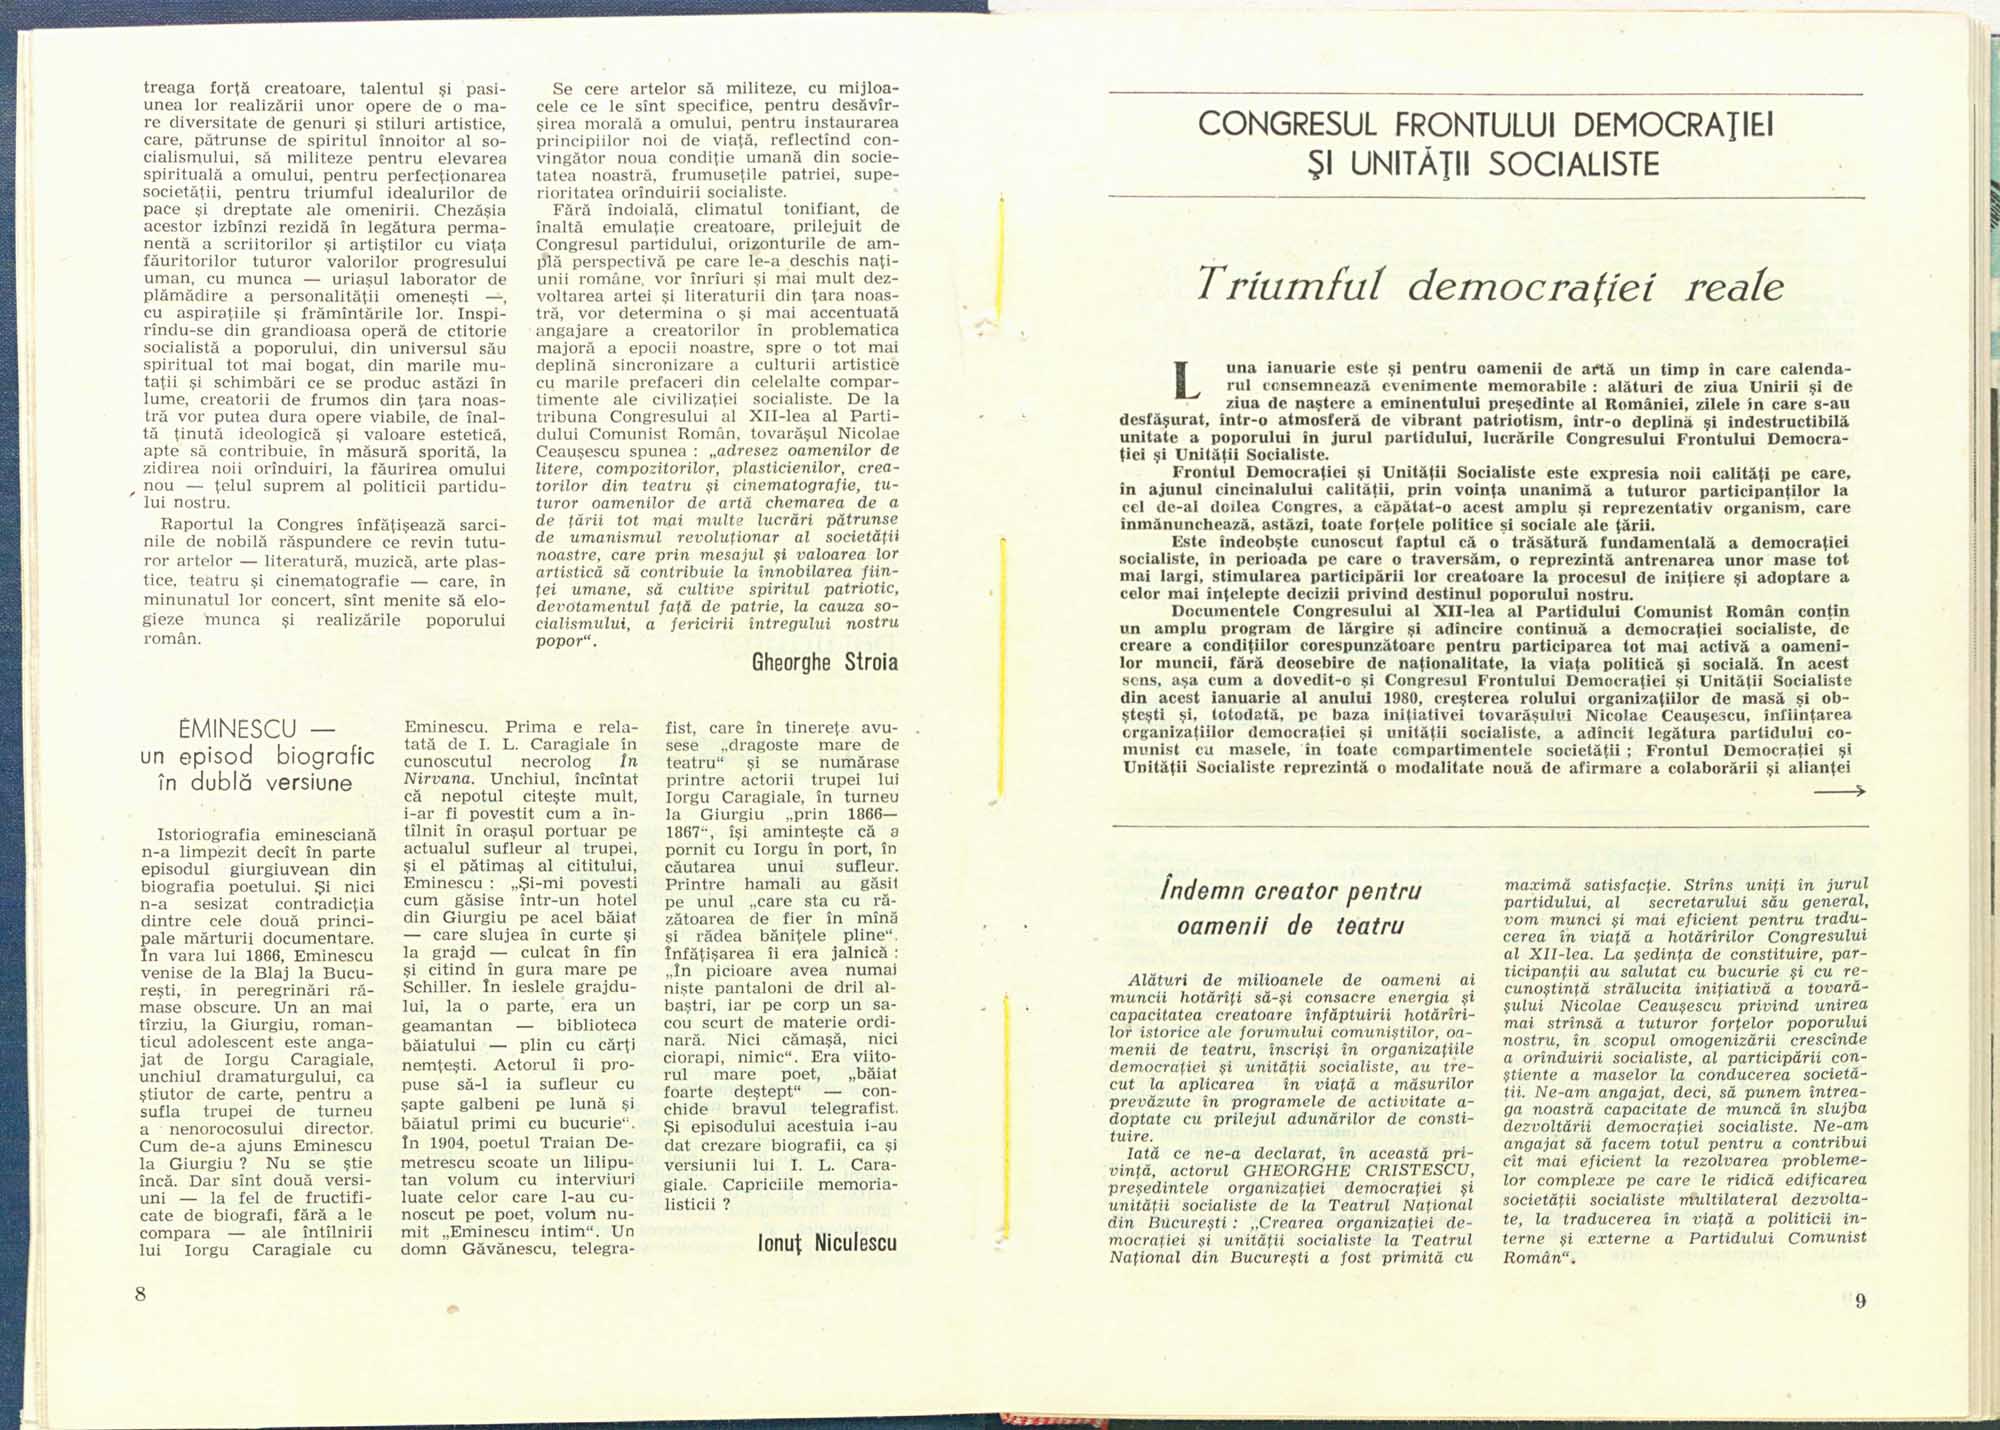 treaga forță creatoare, talentul și pasi-
unea lor realizării unor opere de o ma-
re diversitate de genuri și stiluri artistice,
care, pătrunse de spiritul înnoitor al so-
cialismului, să militeze pentru elevarea
spirituală a omului, pentru perfecționarea
societății, pentru triumful idealurilor de
pace și dreptate ale omenirii. Chezășia
acestor izbînzi rezidă în legătura perma-
nentă a scriitorilor și artiștilor cu viața
făuritorilor tuturor valorilor progresului
uman, cu munca — uriașul laborator de
plămădire a personalității omenești —,
cu aspirațiile și frămîntările lor. Inspi-
rîndu-se din grandioasa operă de ctitorie
socialistă a poporului, din universul său
spiritual tot mai bogat, din marile mu-
tații și schimbări ce se produc astăzi în
lume, creatorii de frumos din țara noas-
tră vor putea dura opere viabile, de înal-
tă ținută ideologică și valoare estetică,
apte să contribuie, în măsură sporită, la
zidirea noii orînduiri, la făurirea omului
nou — țelul suprem al politicii partidu-
lui nostru.
Raportul la Congres înfățișează sarci-
nile de nobilă răspundere ce revin tutu-
ror artelor — literatură, muzică, arte plas-
tice, teatru și cinematografie — care, în
minunatul lor concert, sînt menite să elo-
gieze munca și realizările poporului
român.
Se cere artelor să militeze, cu mijloa-
cele ce le sînt specifice, pentru desăvîr-
șirea morală a omului, pentru instaurarea
principiilor noi de viață, reflectînd con-
vingător noua condiție umană din socie-
tatea noastră, frumusețile patriei, supe-
rioritatea orînduirii socialiste.
Fără îndoială, climatul tonifiant, de
înaltă emulație creatoare, prilejuit de
Congresul partidului, orizonturile de am-
plă perspectivă pe care le-a deschis nați-
unii române, vor înrîuri și mai mult dez-
voltarea artei și literaturii din țara noas-
tră, vor determina o și mai accentuată
angajare a creatorilor în problematica
majoră a epocii noastre, spre o tot mai
deplină sincronizare a culturii artistice
cu marile prefaceri din celelalte compar-
timente ale civilizației socialiste. De la
tribuna Congresului al XII-lea al Parti-
dului Comunist Român, tovarășul Nicolae
Ceaușescu spunea : „adresez oamenilor de
litere, compozitorilor, plasticienilor, crea-
torilor din teatru și cinematografie, tu-
turor oamenilor de artă chemarea de a
da țării tot mai multe lucrări pătrunse
de umanismul revoluționar al societății
noastre, care prin mesajul și valoarea lor
artistică să contribuie la înnobilarea fiin-
ței umane, să cultive spiritul patriotic,
devotamentul față de patrie, la cauza so-
cialismului, a fericirii întregului nostru
popor“.
Gheorghe Stroia
EMINESCU —
un episod biografic
în dublă versiune
Istoriografia eminesciană
n-a limpezit decît în parte
episodul giurgiuvean din
biografia poetului. Și nici
n-a sesizat contradicția
dintre cele două princi-
pale mărturii documentare.
În vara lui 1866, Eminescu
venise de la Blaj la Bucu-
rești, în peregrinări ră-
mase obscure. Un an mai
tîrziu, la Giurgiu, roman-
ticul adolescent este anga-
jat de Iorgu Caragiale,
unchiul dramaturgului, ca
știutor de carte, pentru a
sufla trupei de turneu
a nenorocosului director.
Cum de-a ajuns Eminescu
la Giurgiu ? Nu se știe
încă. Dar sînt două versi-
uni — la fel de fructifi-
cate de biografi, fără a le
compara — ale întîlnirii
lui Iorgu Caragiale cu
Eminescu. Prima e rela-
tată de I. L. Caragiale în
cunoscutul necrolog În
Nirvana. Unchiul, încîntat
că nepotul citește mult,
i-ar fi povestit cum a în-
tîlnit în orașul portuar pe
actualul sufleur al trupei,
și el pătimaș al cititului,
Eminescu : „Și-mi povesti
cum găsise într-un hotel
din Giurgiu pe acel băiat
— care slujea în curte și
la grajd — culcat în fîn
și citind în gura mare pe
Schiller. În ieslele grajdu-
lui, la o parte, era un
geamantan — biblioteca
băiatului — plin cu cărți
nemțești. Actorul îi pro-
puse să-l ia sufleur cu
șapte galbeni pe lună și
băiatul primi cu bucurie“.
În 1904, poetul Traian De-
metrescu scoate un lilipu-
tan volum cu interviuri
luate celor care l-au cu-
noscut pe poet, volum nu-
mit „Eminescu intim“. Un
domn Găvănescu, telegra-
fist, care în tinerețe avu-
sese „dragoste mare de
teatru“ și se numărase
printre actorii trupei lui
Iorgu Caragiale, în turneu
la Giurgiu „prin 1866—
1867“, își amintește că a
pornit cu Iorgu în port, în
căutarea unui sufleur.
Printre hamali au găsit
pe unul „care sta cu ră-
zătoarea de fier în mînă
și rădea bănițele pline“.
Înfățișarea îi era jalnică :
„În picioare avea numai
niște pantaloni de dril al-
baștri, iar pe corp un sa-
cou scurt de materie ordi-
nară. Nici cămașă, nici
ciorapi, nimic“. Era viito-
rul mare poet, „băiat
foarte deștept“ — con-
chide bravul telegrafist.
Și episodului acestuia i-au
dat crezare biografii, ca și
versiunii lui I. L. Cara-
giale. Capriciile memoria-
listicii ?
Ionuț Niculescu
8
CONGRESUL FRONTULUI DEMOCRAȚIEI
ȘI UNITĂȚII SOCIALISTE
Triumful democrației reale
Luna ianuarie este și pentru oamenii de artă un timp în care calenda-
rul consemnează evenimente memorabile : alături de ziua Unirii și de
ziua de naștere a eminentului președinte al României, zilele în care s-au
desfășurat, într-o atmosferă de vibrant patriotism, într-o deplină și indestructibilă
unitate a poporului în jurul partidului, lucrările Congresului Frontului Democra-
ției și Unității Socialiste.
Frontul Democrației și Unității Socialiste este expresia noii calități pe care,
în ajunul cincinalului calității, prin voința unanimă a tuturor participanților la
cel de-al doilea Congres, a căpătat-o acest amplu și reprezentativ organism, care
înmănunchează, astăzi, toate forțele politice și sociale ale țării.
Este îndeobște cunoscut faptul că o trăsătură fundamentală a democrației
socialiste, în perioada pe care o traversăm, o reprezintă antrenarea unor mase tot
mai largi, stimularea participării lor creatoare la procesul de inițiere și adoptare a
celor mai înțelepte decizii privind destinul poporului nostru.
Documentele Congresului al XII-lea al Partidului Comunist Român conțin
un amplu program de lărgire și adîncire continuă a democrației socialiste, de
creare a condițiilor corespunzătoare pentru participarea tot mai activă a oameni-
lor muncii, fără deosebire de naționalitate, la viața politică și socială. În acest
sens, așa cum a dovedit-o și Congresul Frontului Democrației și Unității Socialiste
din acest ianuarie al anului 1980, creșterea rolului organizațiilor de masă și ob-
ștești și, totodată, pe baza inițiativei tovarășului Nicolae Ceaușescu, înființarea
organizațiilor democrației și unității socialiste, a adîncit legătura partidului co-
munist cu masele, în toate compartimentele societății ; Frontul Democrației și
Unității Socialiste reprezintă o modalitate nouă de afirmare a colaborării și alianței
Îndemn creator pentru
oamenii de teatru
Alături de milioanele de oameni ai
muncii hotărîți să-și consacre energia și
capacitatea creatoare înfăptuirii hotărîri-
lor istorice ale forumului comuniștilor, oa-
menii de teatru, înscriși în organizațiile
democrației și unității socialiste, au tre-
cut la aplicarea în viață a măsurilor
prevăzute în programele de activitate a-
doptate cu prilejul adunărilor de consti-
tuire.
Iată ce ne-a declarat, în această pri-
vință, actorul GHEORGHE CRISTESCU,
președintele organizației democrației și
unității socialiste de la Teatrul Național
din București : „Crearea organizației de-
mocrației și unității socialiste la Teatrul
Național din București a fost primită cu
maximă satisfacție. Strîns uniți în jurul
partidului, al secretarului său general,
vom munci și mai eficient pentru tradu-
cerea în viață a hotărîrilor Congresului
al XII-lea. La ședința de constituire, par-
ticipanții au salutat cu bucurie și cu re-
cunoștință strălucita inițiativă a tovară-
șului Nicolae Ceaușescu privind unirea
mai strînsă a tuturor forțelor poporului
nostru, în scopul omogenizării crescînde
a orînduirii socialiste, al participării con-
știente a maselor la conducerea societă-
ții. Ne-am angajat, deci, să punem întrea-
ga noastră capacitate de muncă în slujba
dezvoltării democrației socialiste. Ne-am
angajat să facem totul pentru a contribui
cît mai eficient la rezolvarea probleme-
lor complexe pe care le ridică edificarea
societății socialiste multilateral dezvolta-
te, la traducerea în viață a politicii in-
terne și externe a Partidului Comunist
Român“.
9